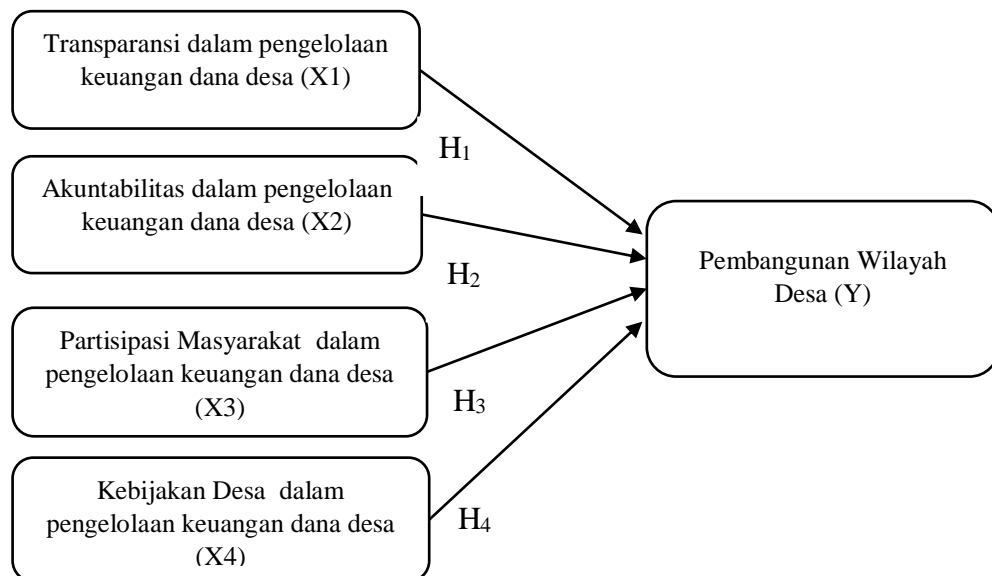 Transparansi dalam pengelolaan
keuangan dana desa (X1)
H1
Akuntabilitas dalam pengelolaan
keuangan dana desa (X2)
H2
Pembangunan Wilayah
Desa (Y)
Partisipasi Masyarakat dalam
pengelolaan keuangan dana desa
(X3)
H3
Kebijakan Desa dalam
pengelolaan keuangan dana desa
(X4)
H4